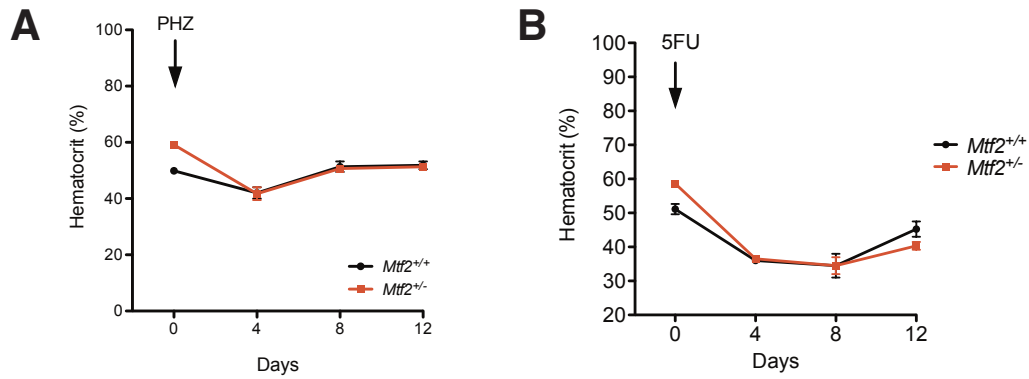 A
PHZ
Hematocrit (%)
100
80
60
40
20
0
0 4 8 12
Days
Mtf2+/+
Mtf2+/-
B
5FU
Hematocrit (%)
100
90
80
70
60
50
40
30
20
0 4 8 12
Days
Mtf2+/+
Mtf2+/-